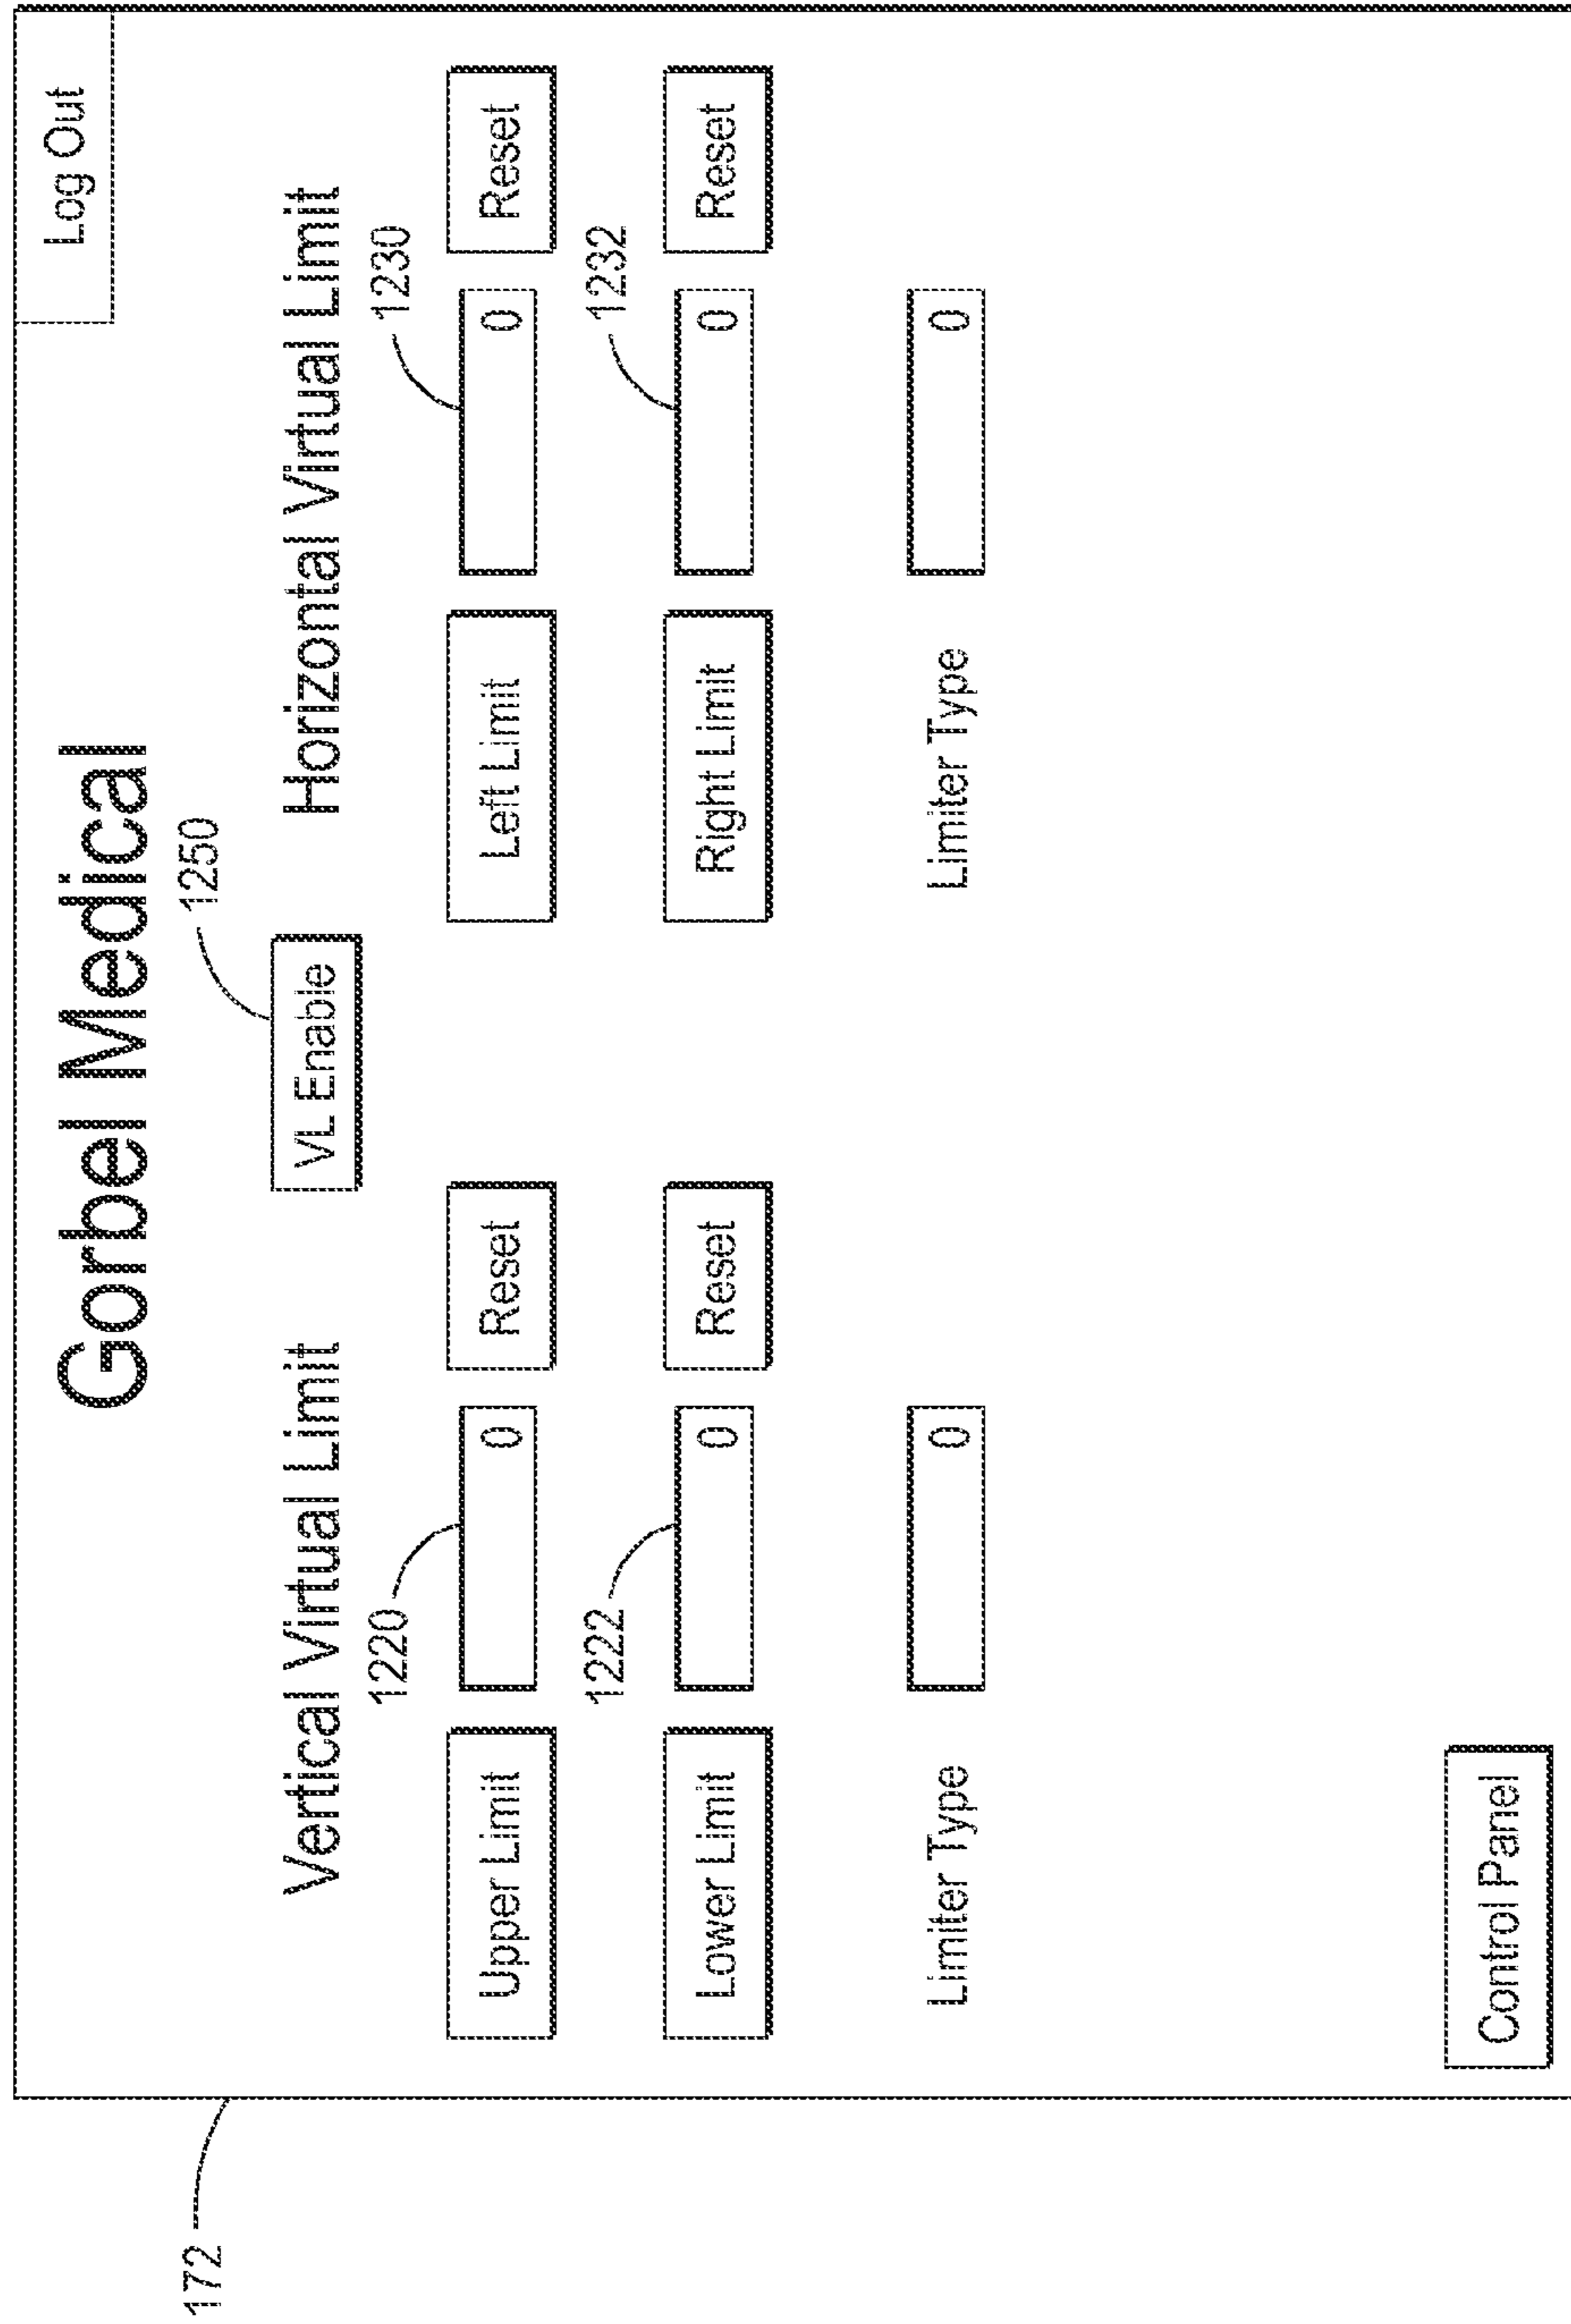 Log Out
Gorbel Medical
1250
172
Vertical Virtual Limit
VL Enable
Horizontal Virtual Limit
1220
1230
Upper Limit 0 Reset Left Limit 0 Reset
1222
1232
Lower Limit 0 Reset Right Limit 0 Reset
Limiter Type 0 Limiter Type 0
Control Panel